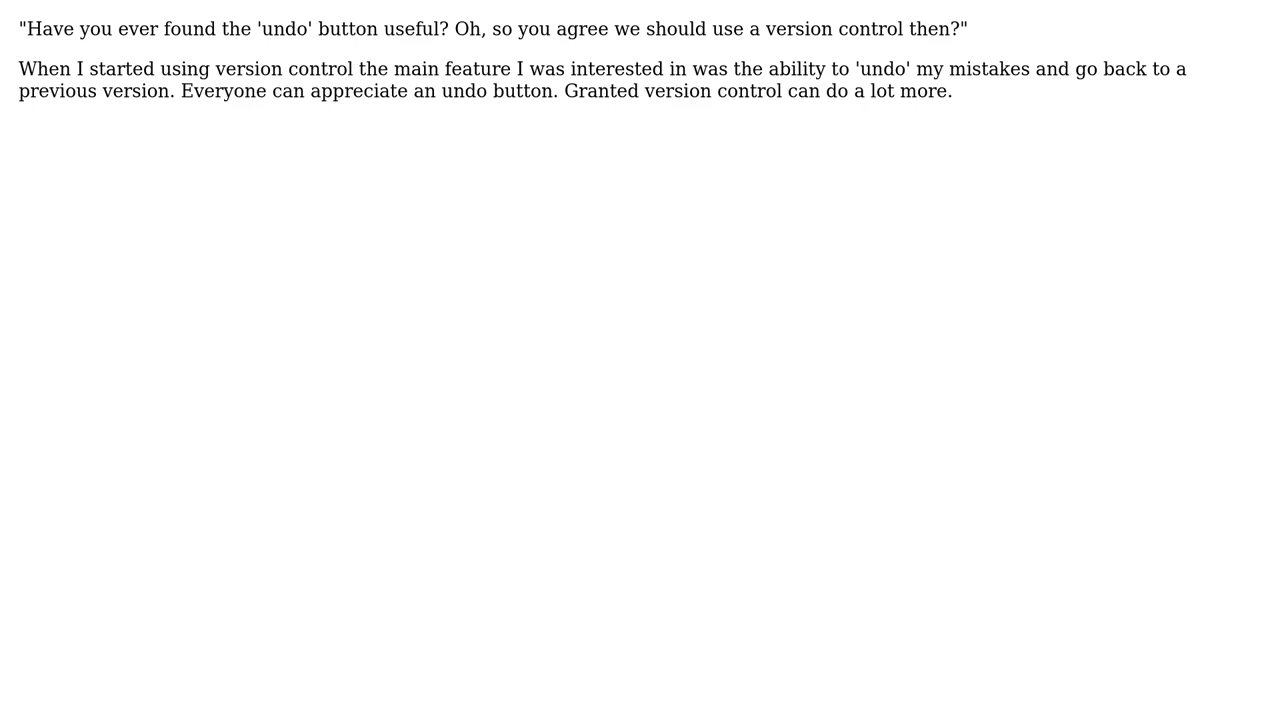 "Have you ever found the 'undo' button useful? Oh, so you agree we should use a version control then?"
When I started using version control the main feature I was interested in was the ability to 'undo' my mistakes and go back to a
previous version. Everyone can appreciate an undo button. Granted version control can do a lot more.